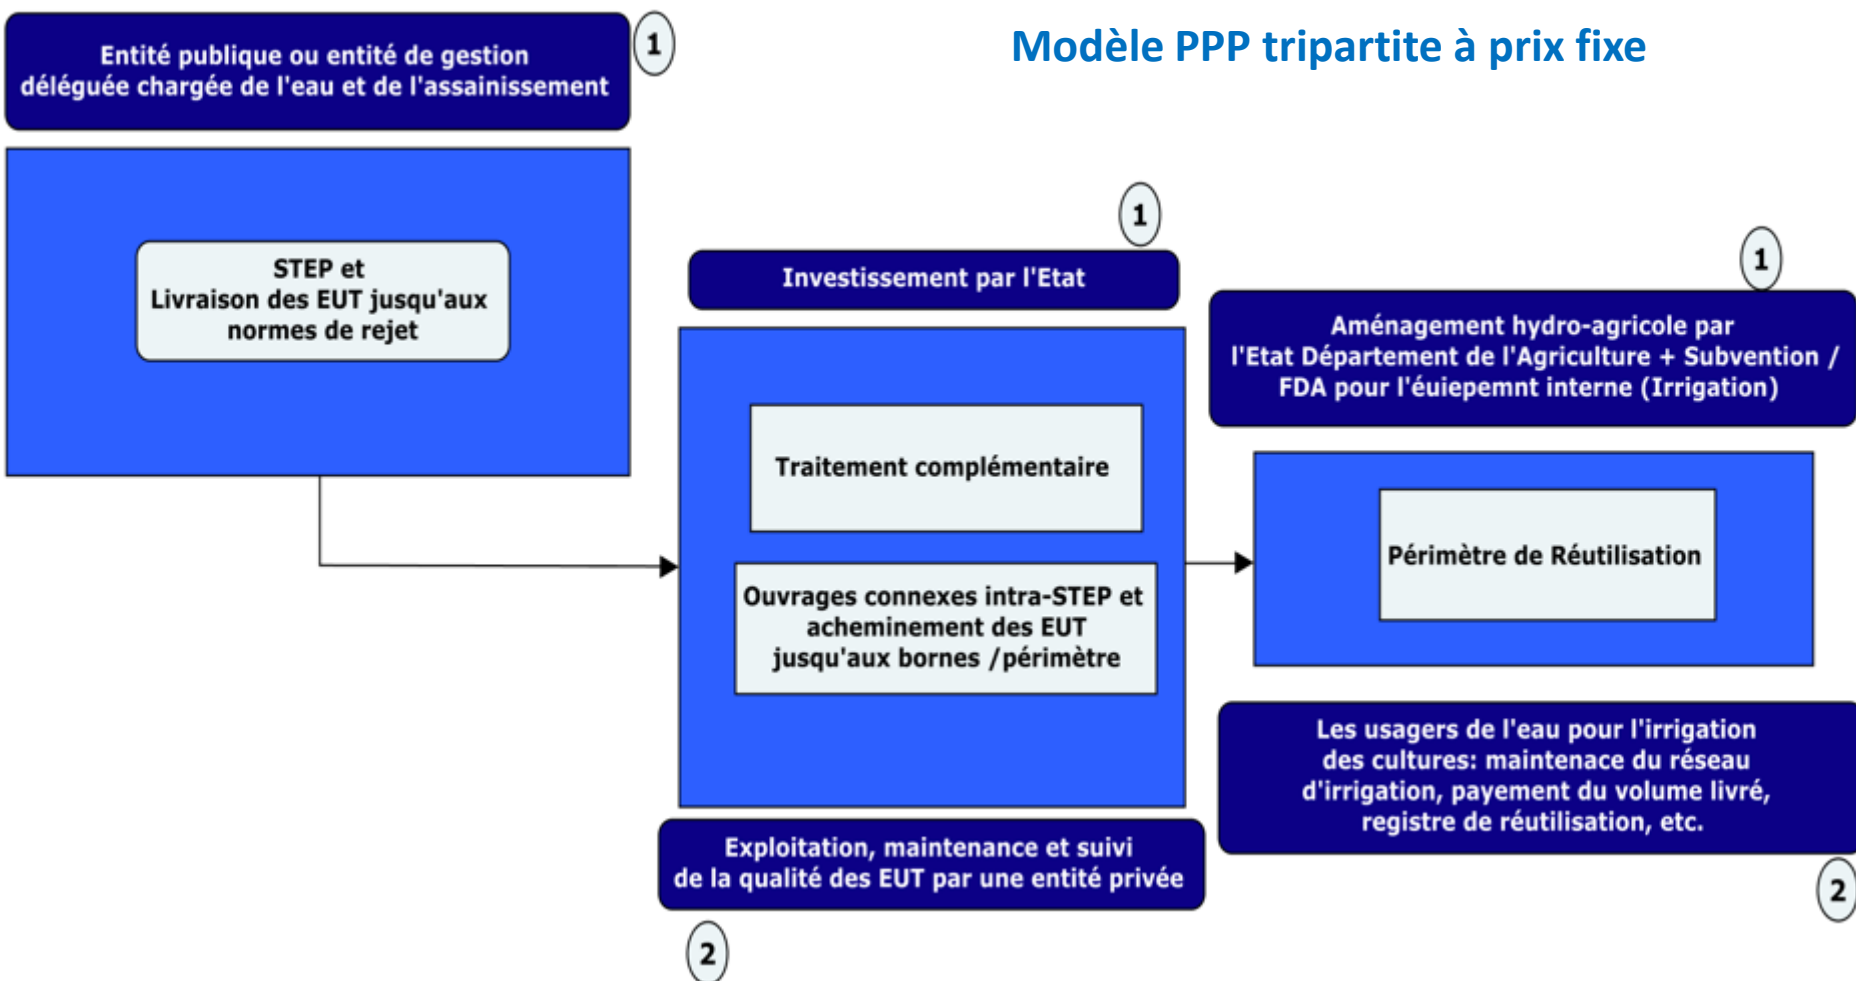 Modèle PPP tripartite à prix fixe
1
Entité publique ou entité de gestion
déléguée chargée de l'eau et de l'assainissement
STEP et
Livraison des EUT jusqu'aux
normes de rejet
1
Investissement par l'Etat
Traitement complémentaire
Ouvrages connexes intra-STEP et
acheminement des EUT
jusqu'aux bornes /périmètre
Exploitation, maintenance et suivi
de la qualité des EUT par une entité privée
2
1
Aménagement hydro-agricole par
l'Etat Département de l'Agriculture + Subvention /
FDA pour l'éuiepemnt interne (Irrigation)
Périmètre de Réutilisation
Les usagers de l'eau pour l'irrigation
des cultures: maintenace du réseau
d'irrigation, payement du volume livré,
registre de réutilisation, etc.
2